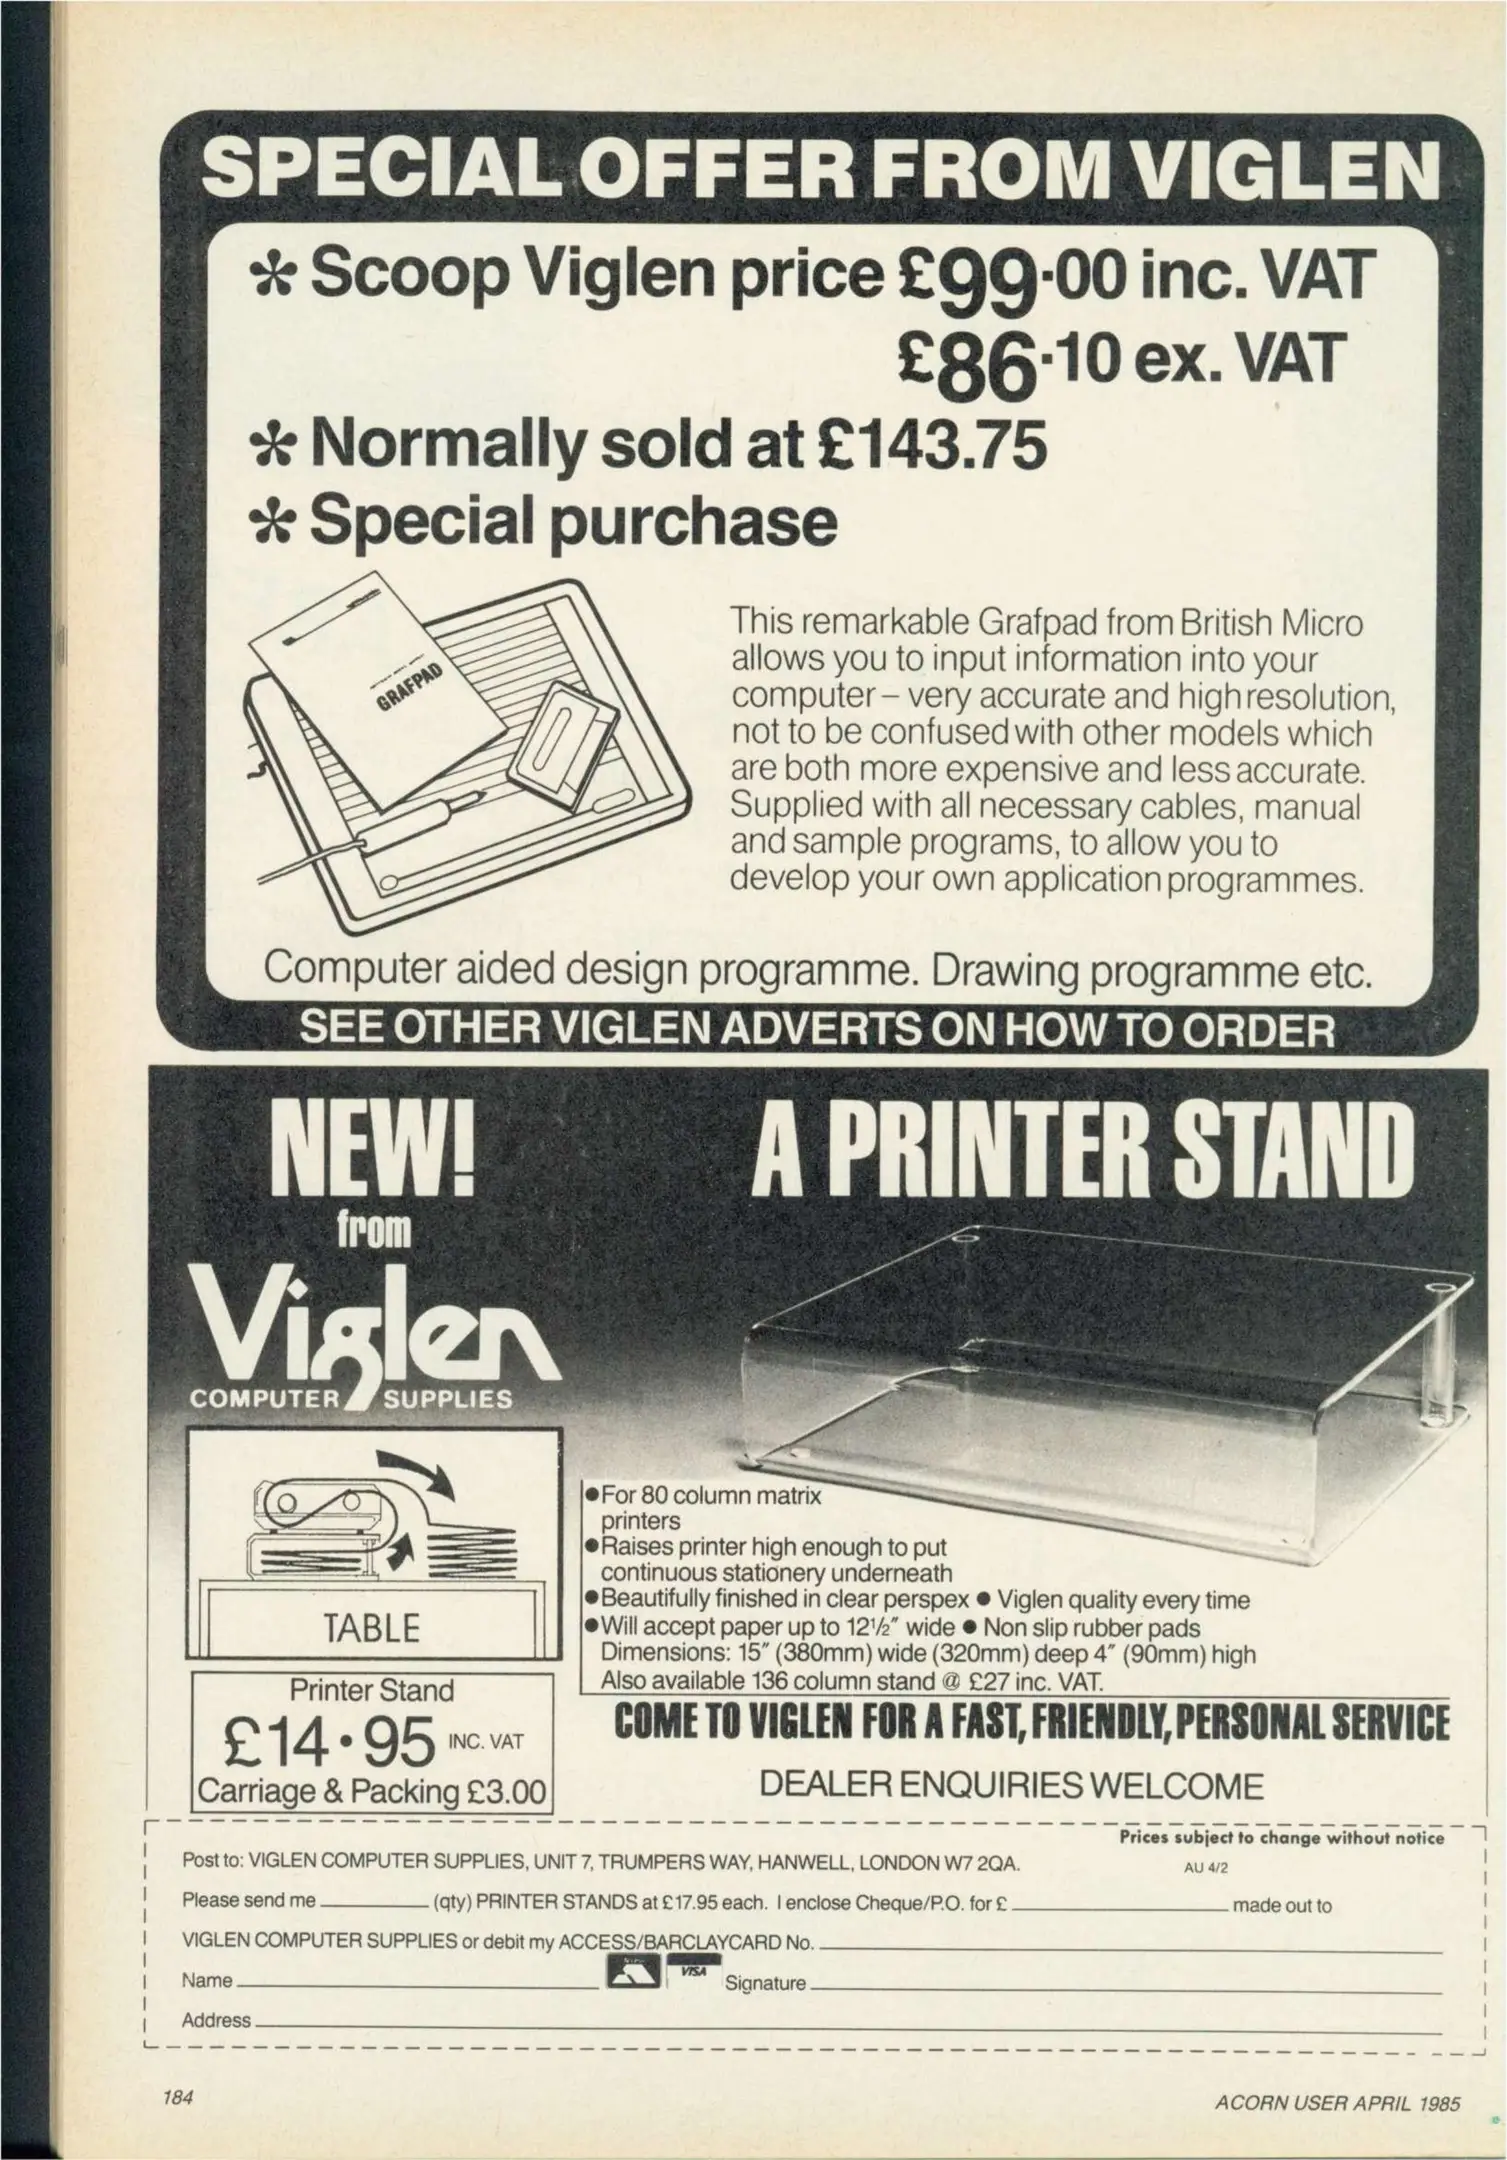 SPECIAL OFFER FROM VIGLEN
* Scoop Viglen price £99·00 inc. VAT
£86·10 ex. VAT
* Normally sold at £143.75
* Special purchase
GRAFPAD
This remarkable Grafpad from British Micro
allows you to input information into your
computer – very accurate and high resolution,
not to be confused with other models which
are both more expensive and less accurate.
Supplied with all necessary cables, manual
and sample programs, to allow you to
develop your own application programmes.
Computer aided design programme. Drawing programme etc.
SEE OTHER VIGLEN ADVERTS ON HOW TO ORDER
NEW! A PRINTER STAND
from
Viglen
COMPUTER SUPPLIES
TABLE
Printer Stand
£14·95 INC. VAT
Carriage & Packing £3.00
●For 80 column matrix
printers
●Raises printer high enough to put
continuous stationery underneath
●Beautifully finished in clear perspex ● Viglen quality every time
●Will accept paper up to 12½″ wide ● Non slip rubber pads
Dimensions: 15″ (380mm) wide (320mm) deep 4″ (90mm) high
Also available 136 column stand @ £27 inc. VAT.
COME TO VIGLEN FOR A FAST, FRIENDLY, PERSONAL SERVICE
DEALER ENQUIRIES WELCOME
Prices subject to change without notice
Post to: VIGLEN COMPUTER SUPPLIES, UNIT 7, TRUMPERS WAY, HANWELL, LONDON W7 2QA.
AU 4/2
Please send me (qty) PRINTER STANDS at £17.95 each. I enclose Cheque/P.O. for £ made out to
VIGLEN COMPUTER SUPPLIES or debit my ACCESS/BARCLAYCARD No.
Name VISA Signature
Address
184
ACORN USER APRIL 1985